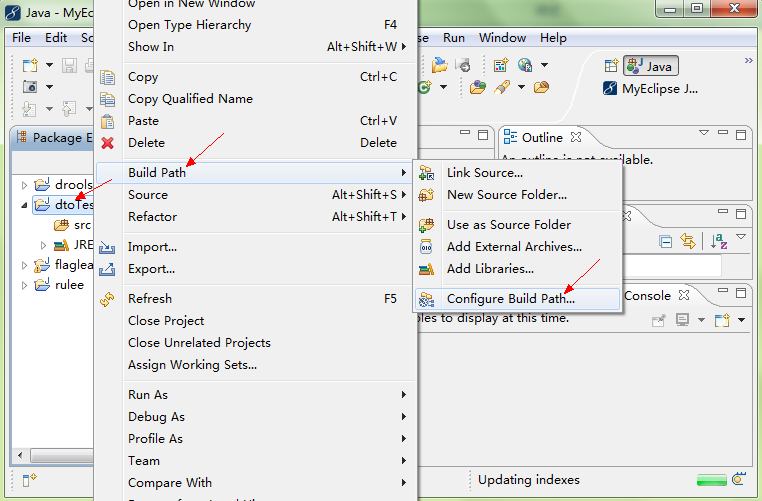 Java - MyEc
Open in New Window
Open Type Hierarchy F4
Show In Alt+Shift+W
File Edit So
se Run Window Help
Java
MyEclipse J...
Copy Ctrl+C
Copy Qualified Name
Paste Ctrl+V
Delete Delete
Package E
Outline
An outline is not available.
Build Path
Source Alt+Shift+S
Refactor Alt+Shift+T
Import...
Export...
Refresh F5
Close Project
Close Unrelated Projects
Assign Working Sets...
Run As
Debug As
Profile As
Team
Compare With
drools
dtoTes
src
JRE
flaglea
rulee
Link Source...
New Source Folder...
Use as Source Folder
Add External Archives...
Add Libraries...
Configure Build Path...
Console
oles to display at this time.
Updating indexes